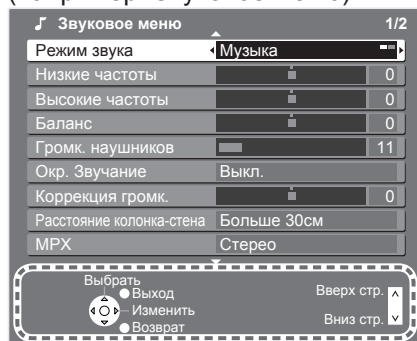 Звуковое меню 1/2
Режим звука Музыка
Низкие частоты 0
Высокие частоты 0
Баланс 0
Громк. наушников 11
Окр. Звучание Выкл.
Коррекция громк. 0
Расстояние колонка-стена Больше 30см
MPX Стерео
Выбрать
Выход Вверх стр.
Изменить
Возврат Вниз стр.